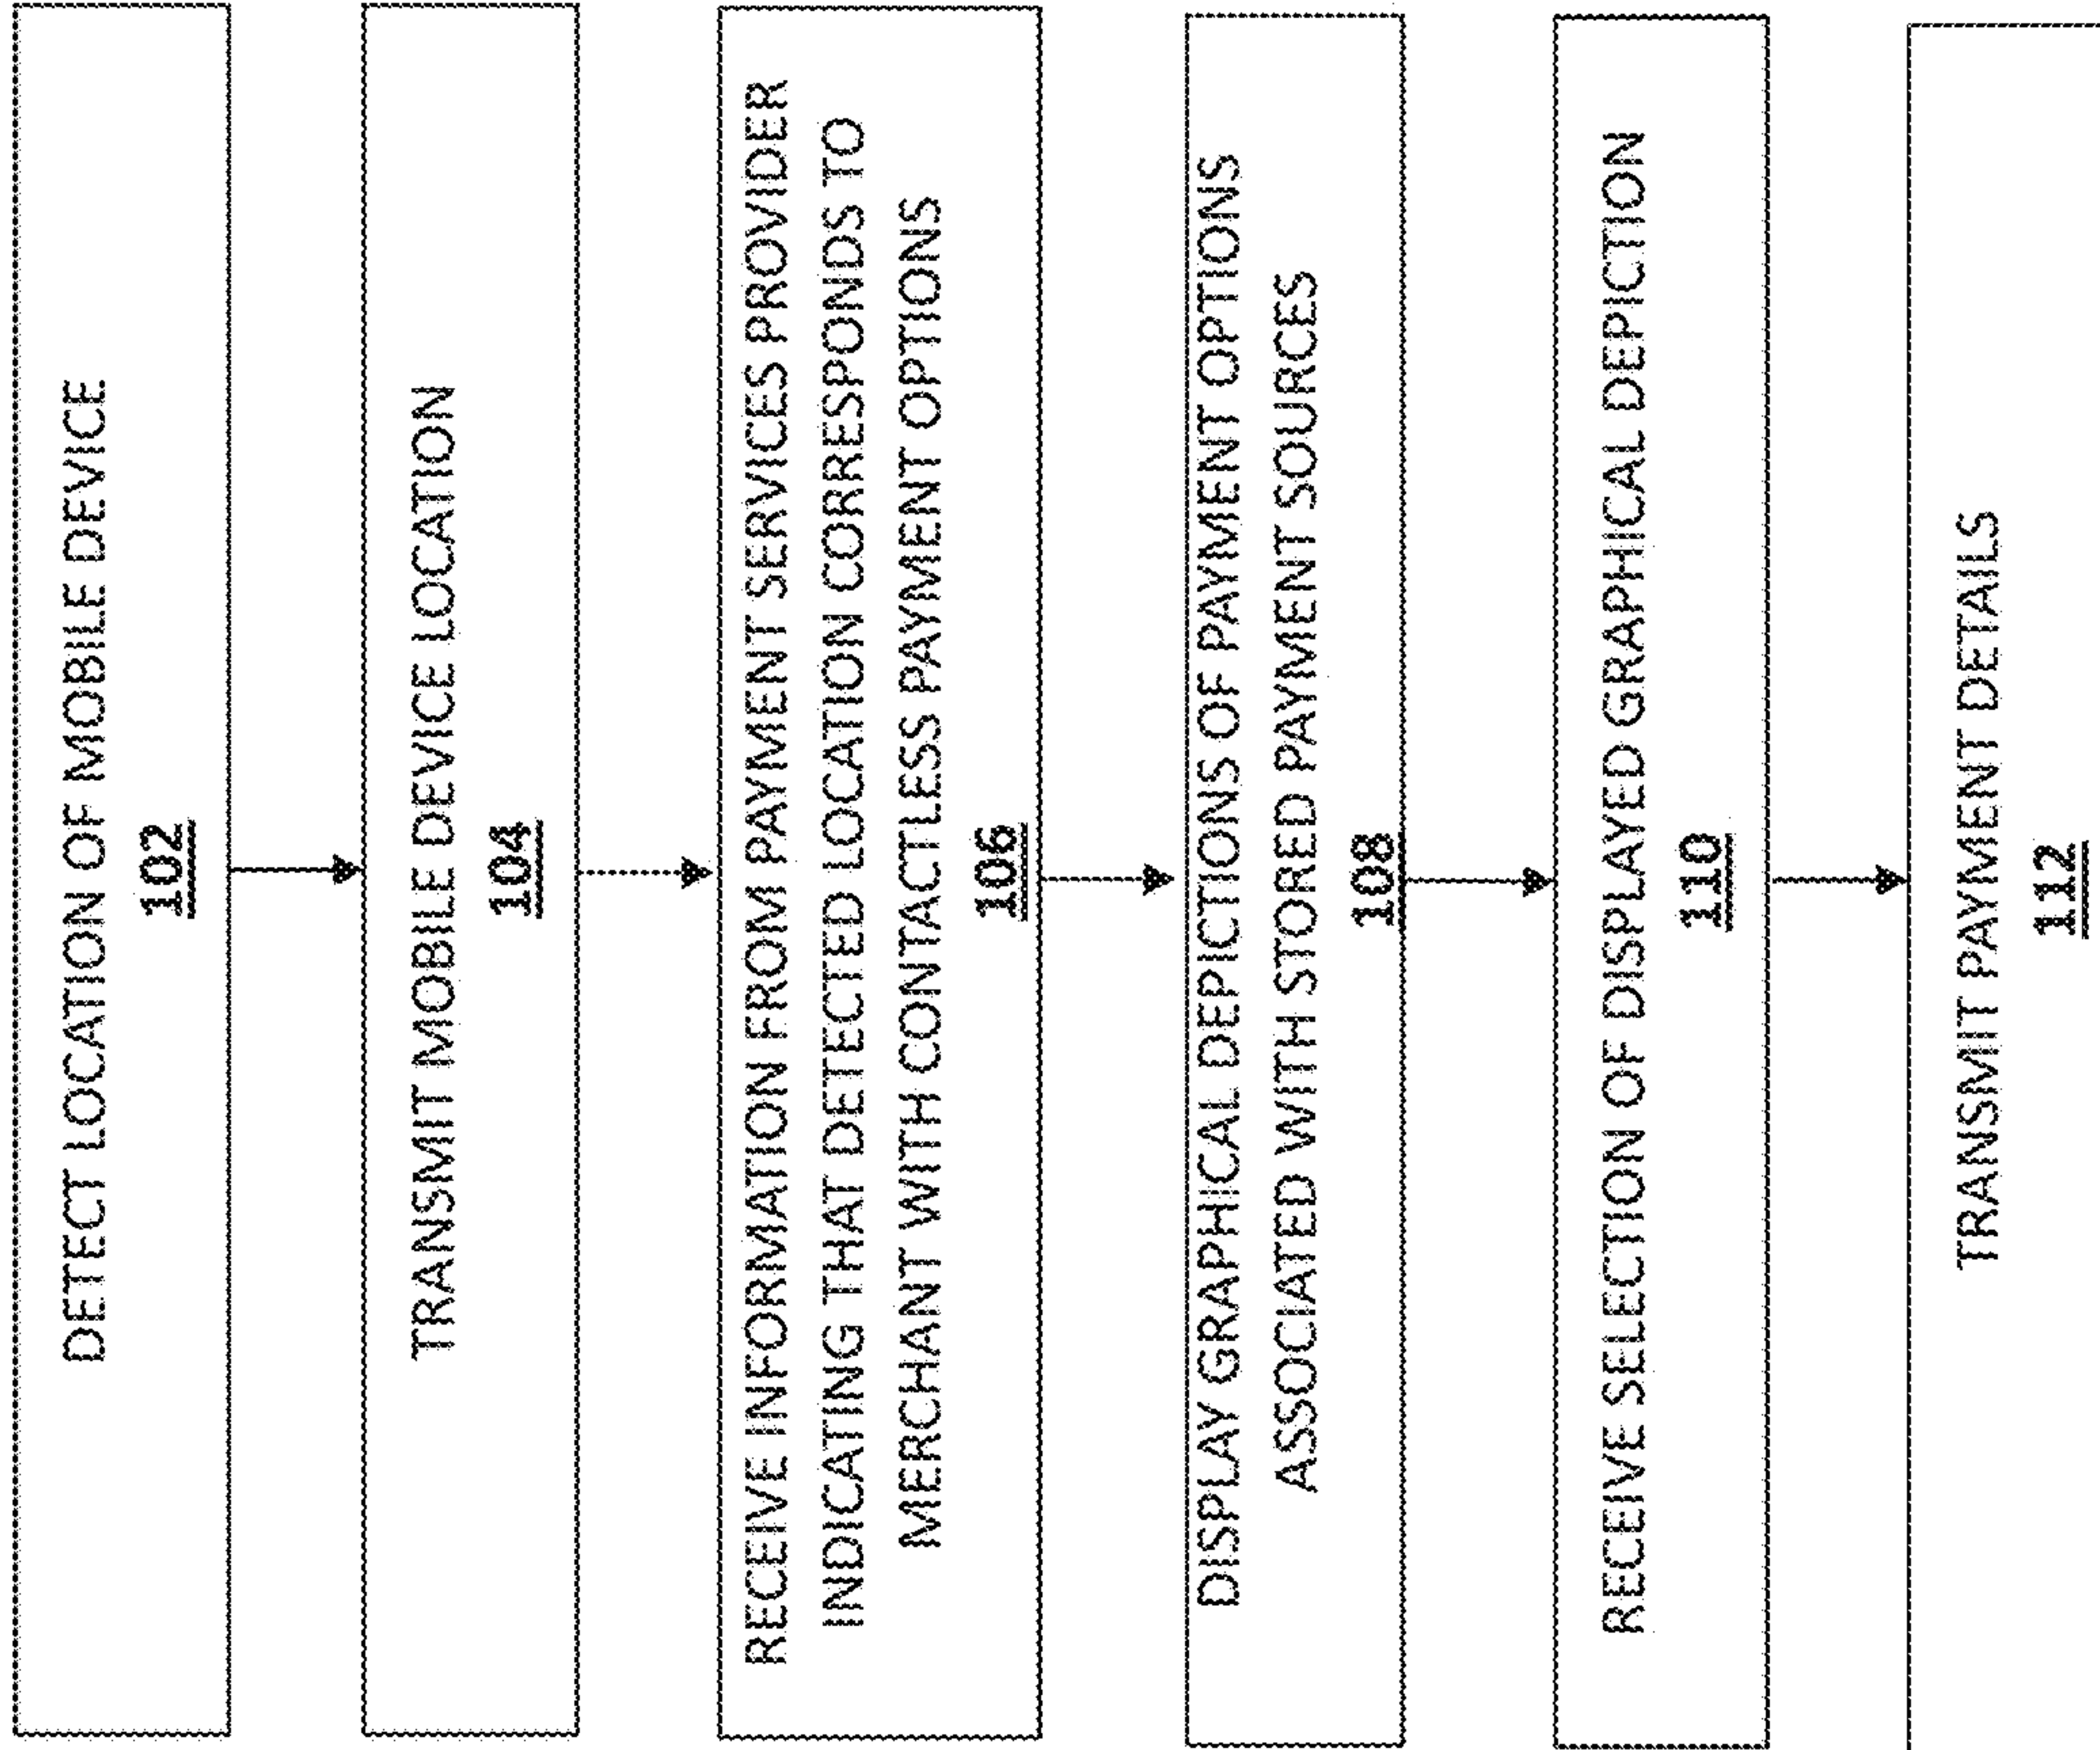 DETECT LOCATION OF MOBILE DEVICE
102
TRANSMIT MOBILE DEVICE LOCATION
104
RECEIVE INFORMATION FROM PAYMENT SERVICES PROVIDER
INDICATING THAT DETECTED LOCATION CORRESPONDS TO
MERCHANT WITH CONTACTLESS PAYMENT OPTIONS
106
DISPLAY GRAPHICAL DEPICTIONS OF PAYMENT OPTIONS
ASSOCIATED WITH STORED PAYMENT SOURCES
108
RECEIVE SELECTION OF DISPLAYED GRAPHICAL DEPICTION
110
TRANSMIT PAYMENT DETAILS
112